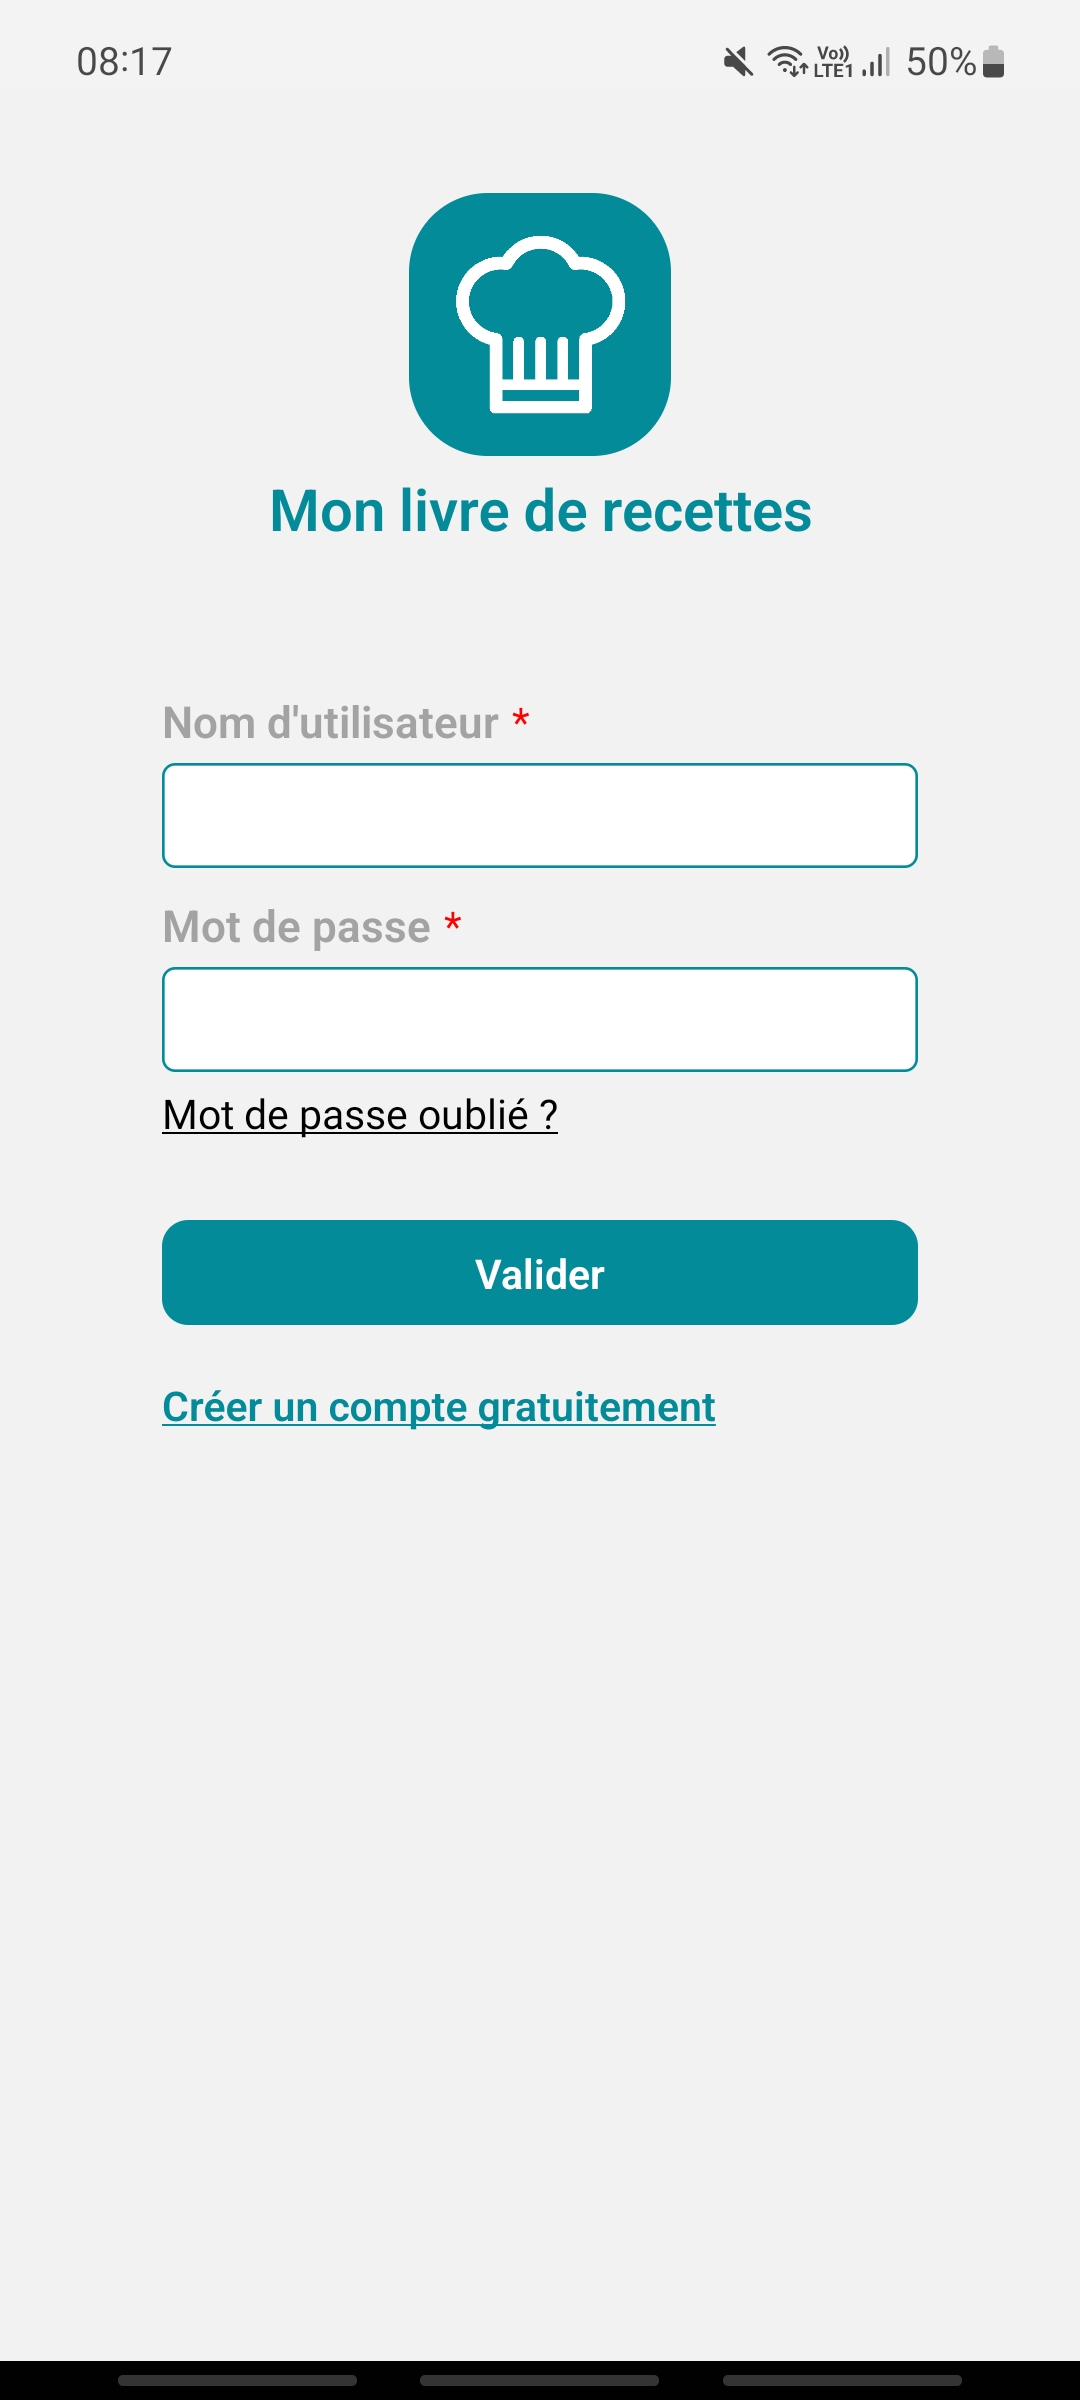 08:17
Vo)) LTE1 50%
Mon livre de recettes
Nom d'utilisateur *
Mot de passe *
Mot de passe oublié ?
Valider
Créer un compte gratuitement